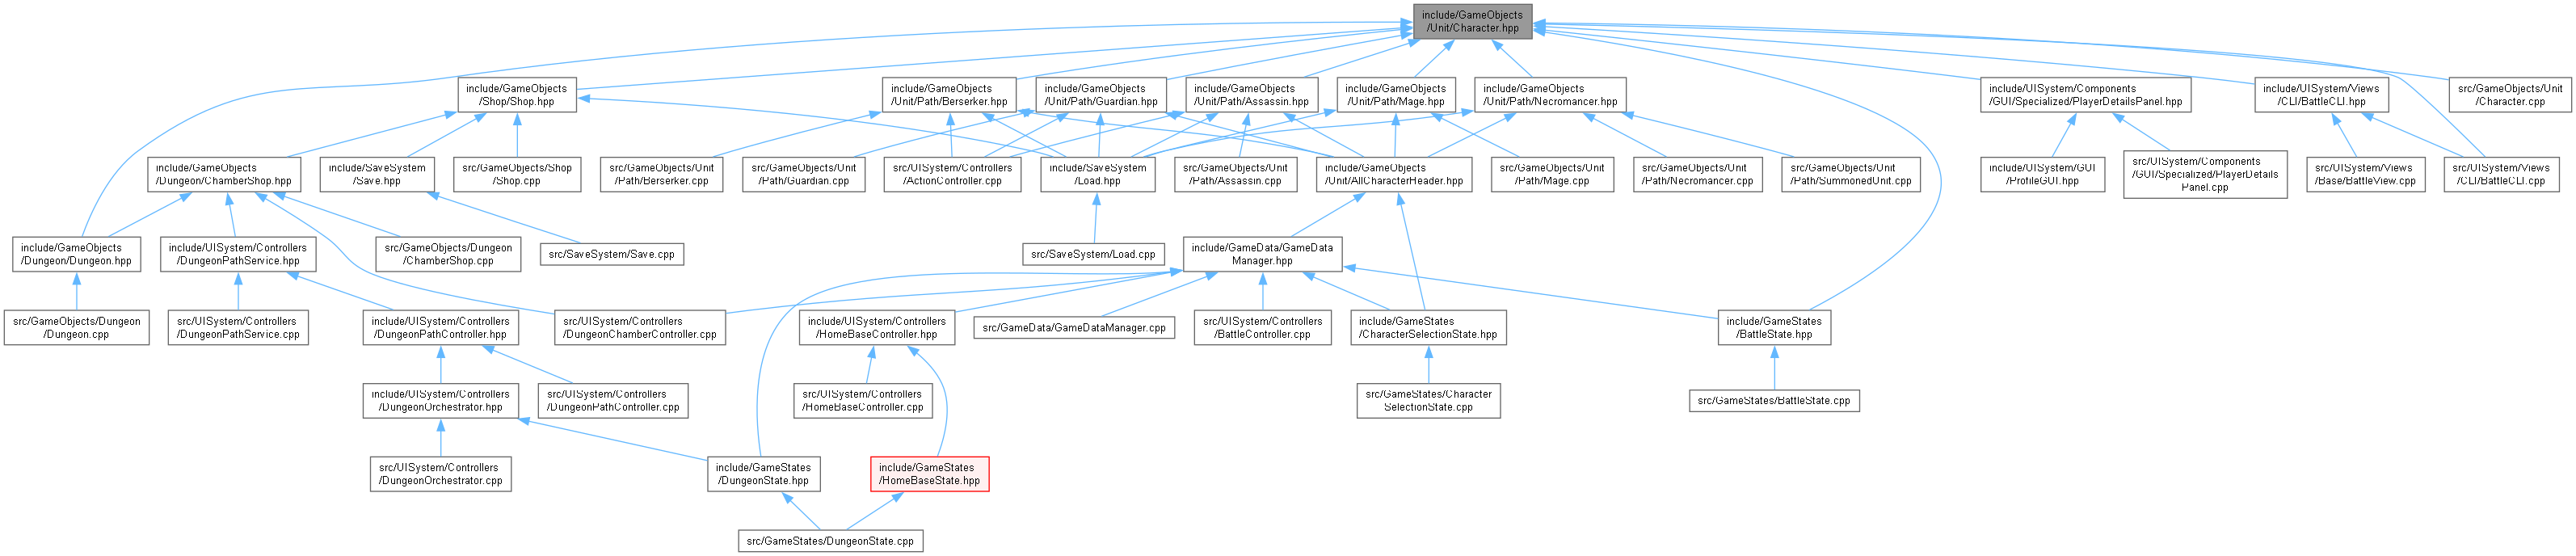 include/GameObjects
/Unit/Character.hpp
include/GameObjects
/Shop/Shop.hpp
include/GameObjects
/Unit/Path/Berserker.hpp
include/GameObjects
/Unit/Path/Guardian.hpp
include/GameObjects
/Unit/Path/Assassin.hpp
include/GameObjects
/Unit/Path/Mage.hpp
include/GameObjects
/Unit/Path/Necromancer.hpp
include/UISystem/Components
/GUI/Specialized/PlayerDetailsPanel.hpp
include/UISystem/Views
/CLI/BattleCLI.hpp
src/GameObjects/Unit
/Character.cpp
include/GameObjects
/Dungeon/ChamberShop.hpp
include/SaveSystem
/Save.hpp
src/GameObjects/Shop
/Shop.cpp
src/GameObjects/Unit
/Path/Berserker.cpp
src/GameObjects/Unit
/Path/Guardian.cpp
src/UISystem/Controllers
/ActionController.cpp
include/SaveSystem
/Load.hpp
src/GameObjects/Unit
/Path/Assassin.cpp
include/GameObjects
/Unit/AllCharacterHeader.hpp
src/GameObjects/Unit
/Path/Mage.cpp
src/GameObjects/Unit
/Path/Necromancer.cpp
src/GameObjects/Unit
/Path/SummonedUnit.cpp
include/UISystem/GUI
/ProfileGUI.hpp
src/UISystem/Components
/GUI/Specialized/PlayerDetails
Panel.cpp
src/UISystem/Views
/Base/BattleView.cpp
src/UISystem/Views
/CLI/BattleCLI.cpp
include/GameObjects
/Dungeon/Dungeon.hpp
include/UISystem/Controllers
/DungeonPathService.hpp
src/GameObjects/Dungeon
/ChamberShop.cpp
src/SaveSystem/Save.cpp
src/SaveSystem/Load.cpp
include/GameData/GameData
Manager.hpp
src/GameObjects/Dungeon
/Dungeon.cpp
src/UISystem/Controllers
/DungeonPathService.cpp
include/UISystem/Controllers
/DungeonPathController.hpp
src/UISystem/Controllers
/DungeonChamberController.cpp
include/UISystem/Controllers
/HomeBaseController.hpp
src/GameData/GameDataManager.cpp
src/UISystem/Controllers
/BattleController.cpp
include/GameStates
/CharacterSelectionState.hpp
include/GameStates
/BattleState.hpp
include/UISystem/Controllers
/DungeonOrchestrator.hpp
src/UISystem/Controllers
/DungeonPathController.cpp
src/UISystem/Controllers
/HomeBaseController.cpp
src/GameStates/Character
SelectionState.cpp
src/GameStates/BattleState.cpp
src/UISystem/Controllers
/DungeonOrchestrator.cpp
include/GameStates
/DungeonState.hpp
include/GameStates
/HomeBaseState.hpp
src/GameStates/DungeonState.cpp